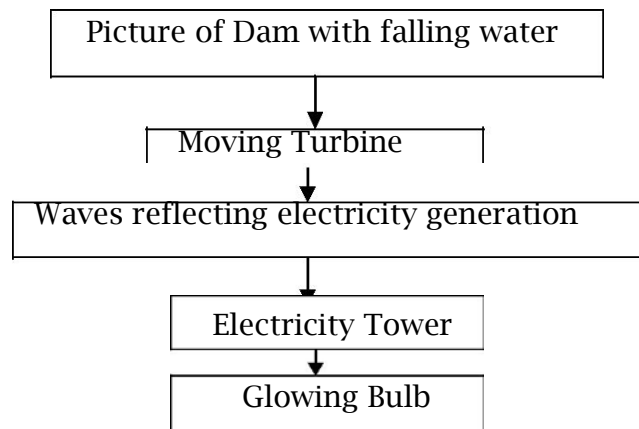 Picture of Dam with falling water
Moving Turbine
Waves reflecting electricity generation
Electricity Tower
Glowing Bulb